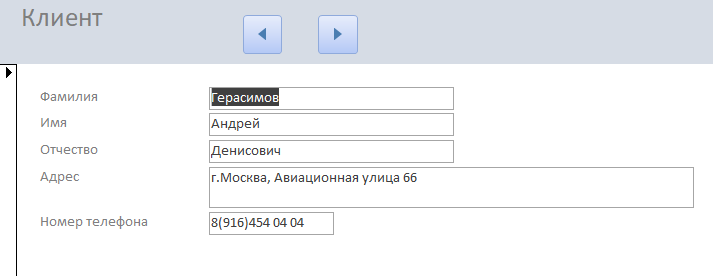 Клиент
Фамилия Герасимов
Имя Андрей
Отчество Денисович
Адрес г.Москва, Авиационная улица 66
Номер телефона 8(916)454 04 04